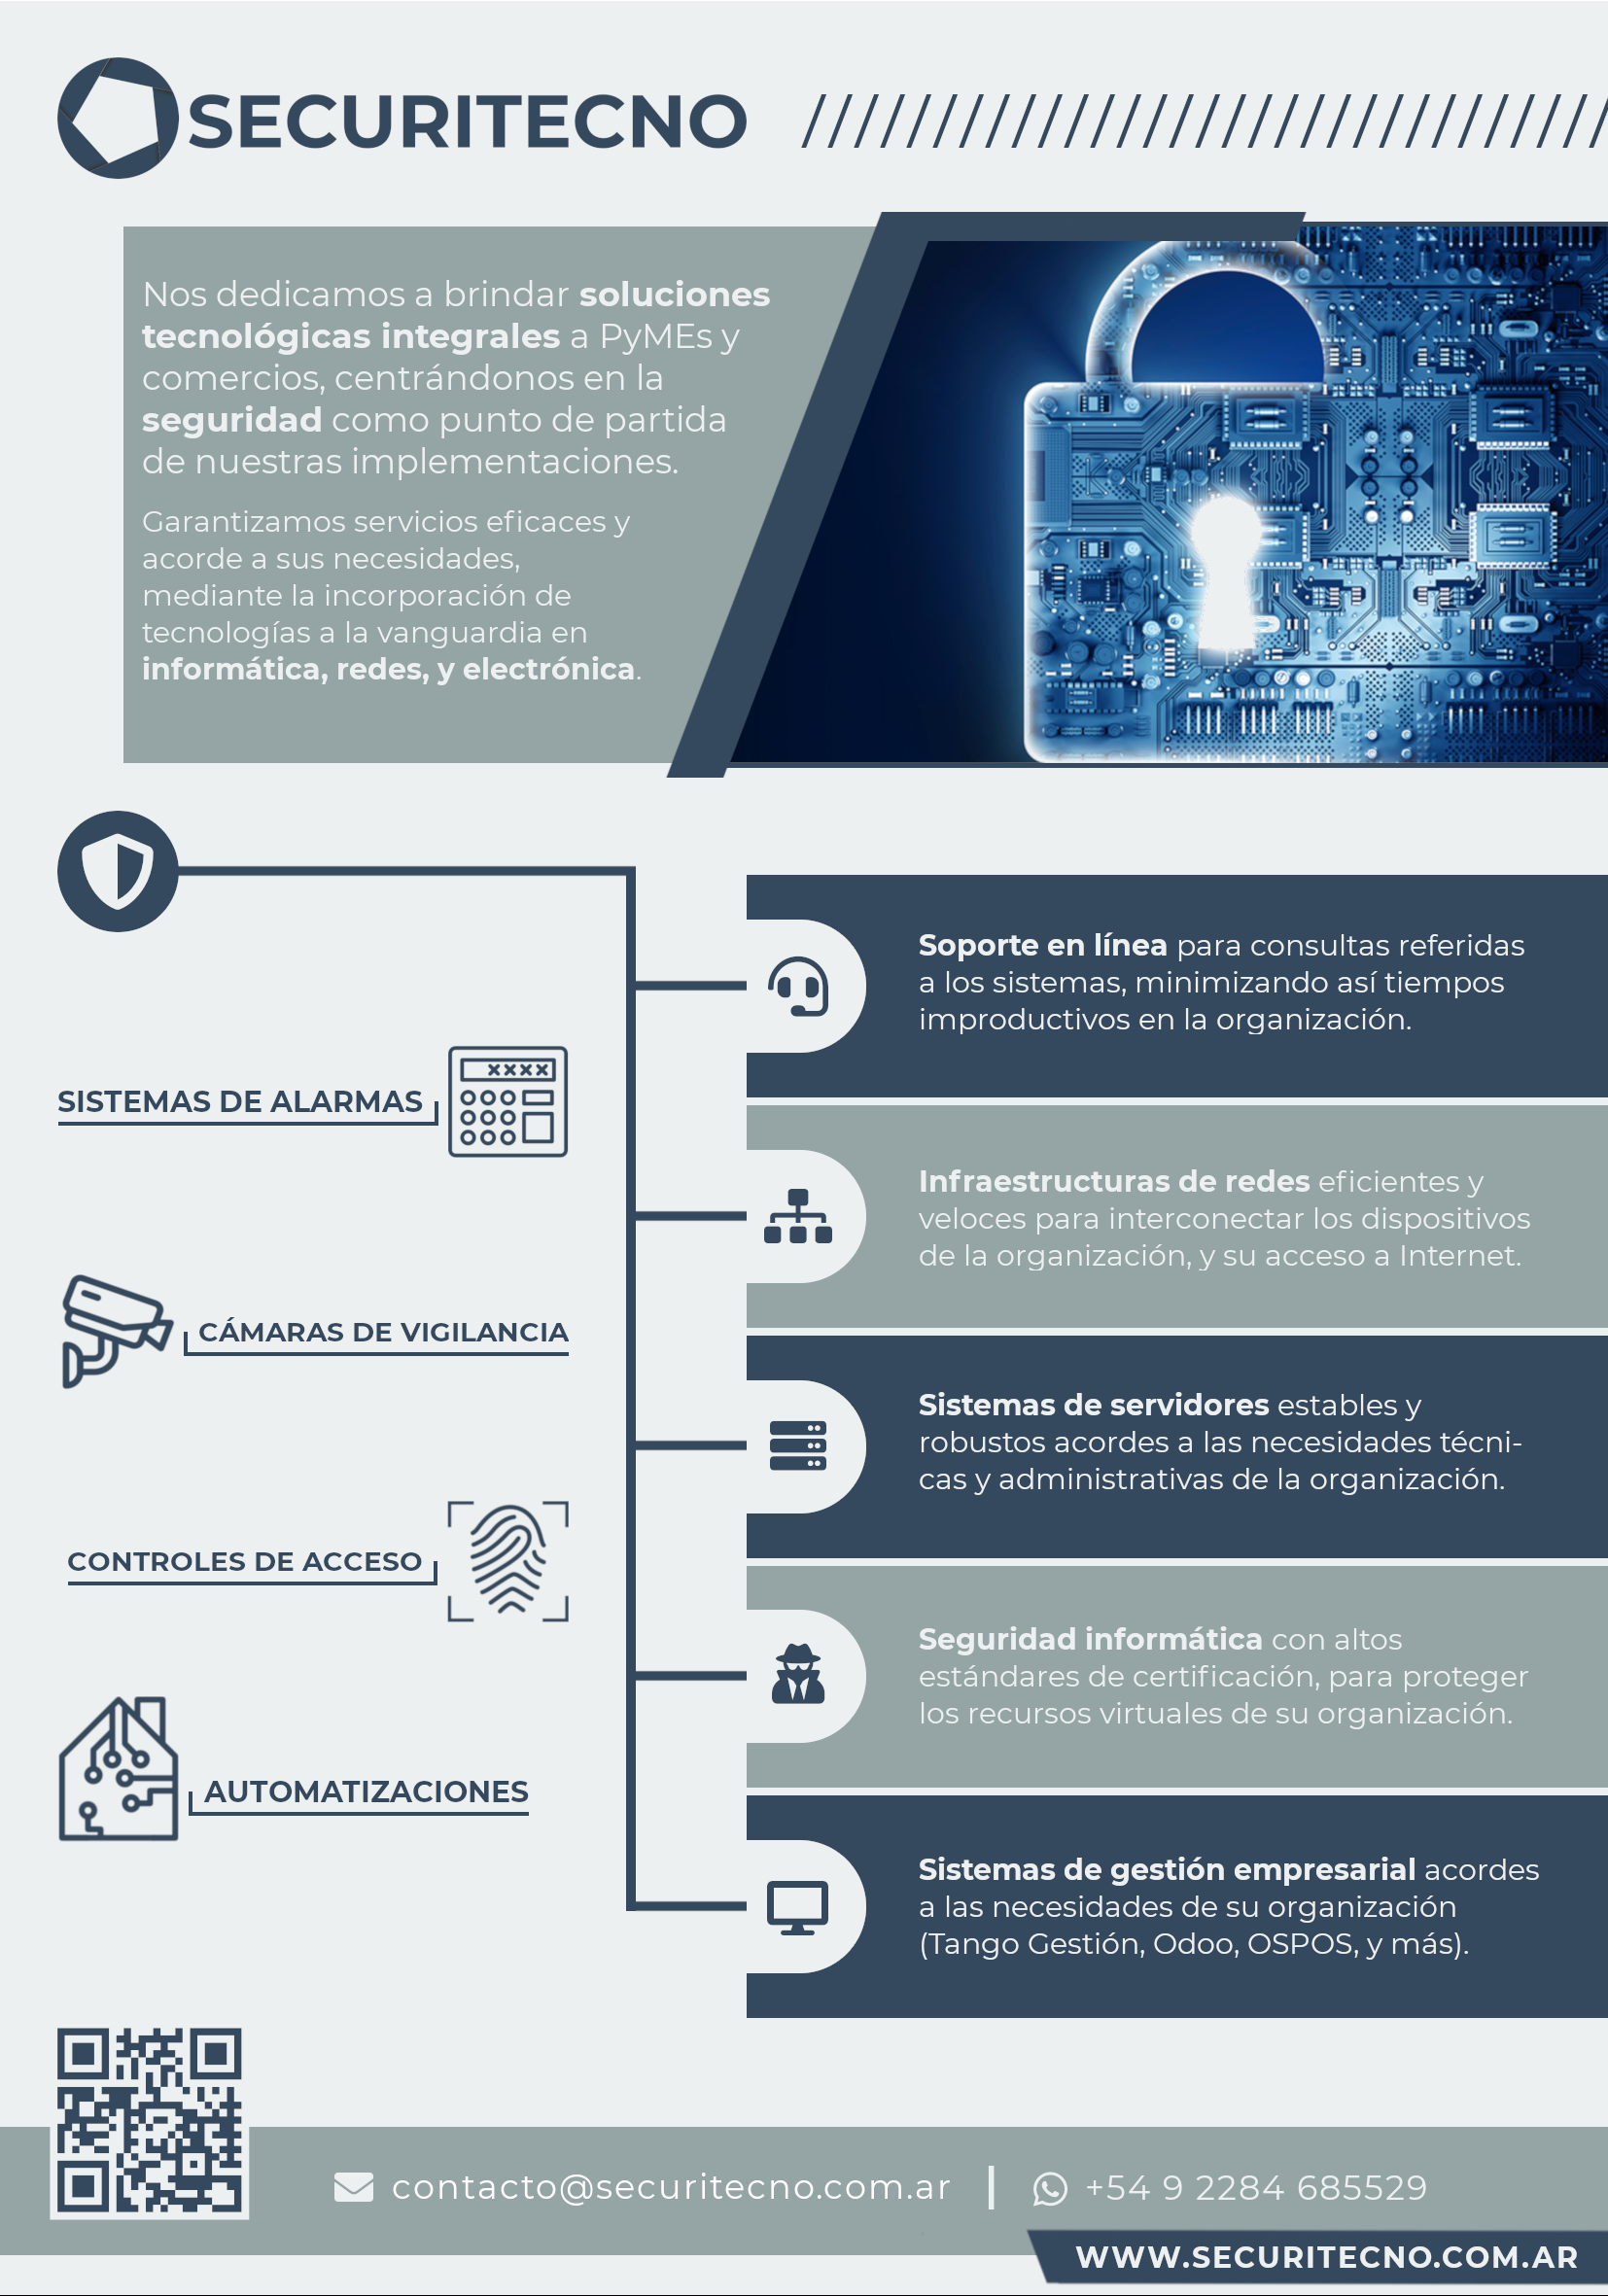 SECURITECNO
Nos dedicamos a brindar soluciones
tecnológicas integrales a PyMEs y
comercios, centrándonos en la
seguridad como punto de partida
de nuestras implementaciones.
Garantizamos servicios eficaces y
acorde a sus necesidades,
mediante la incorporación de
tecnologías a la vanguardia en
informática, redes, y electrónica.
SISTEMAS DE ALARMAS
XXXX
CÁMARAS DE VIGILANCIA
CONTROLES DE ACCESO
AUTOMATIZACIONES
Soporte en línea para consultas referidas
a los sistemas, minimizando así tiempos
improductivos en la organización.
Infraestructuras de redes eficientes y
veloces para interconectar los dispositivos
de la organización, y su acceso a Internet.
Sistemas de servidores estables y
robustos acordes a las necesidades técni-
cas y administrativas de la organización.
Seguridad informática con altos
estándares de certificación, para proteger
los recursos virtuales de su organización.
Sistemas de gestión empresarial acordes
a las necesidades de su organización
(Tango Gestión, Odoo, OSPOS, y más).
contacto@securitecno.com.ar | +54 9 2284 685529
WWW.SECURITECNO.COM.AR